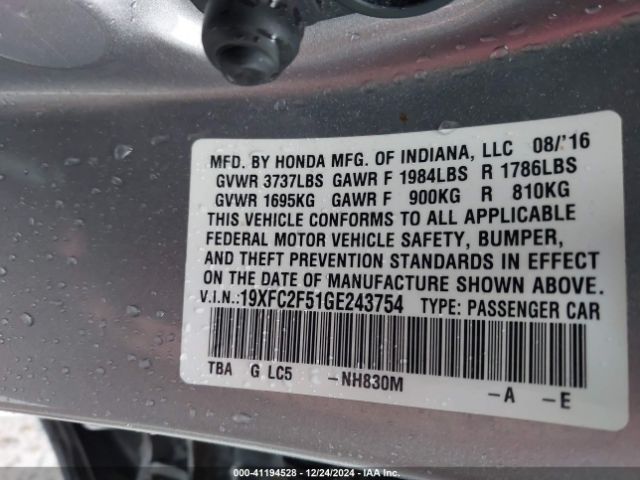 MFD. BY HONDA MFG. OF INDIANA, LLC 08/'16
GVWR 3737LBS GAWR F 1984LBS R 1786LBS
GVWR 1695KG GAWR F 900KG R 810KG
THIS VEHICLE CONFORMS TO ALL APPLICABLE
FEDERAL MOTOR VEHICLE SAFETY, BUMPER,
AND THEFT PREVENTION STANDARDS IN EFFECT
ON THE DATE OF MANUFACTURE SHOWN ABOVE.
V.I.N.:19XFC2F51GE243754 TYPE: PASSENGER CAR
TBA G LC5 -NH830M -A -E
000-41194528 - 12/24/2024 - IAA Inc.